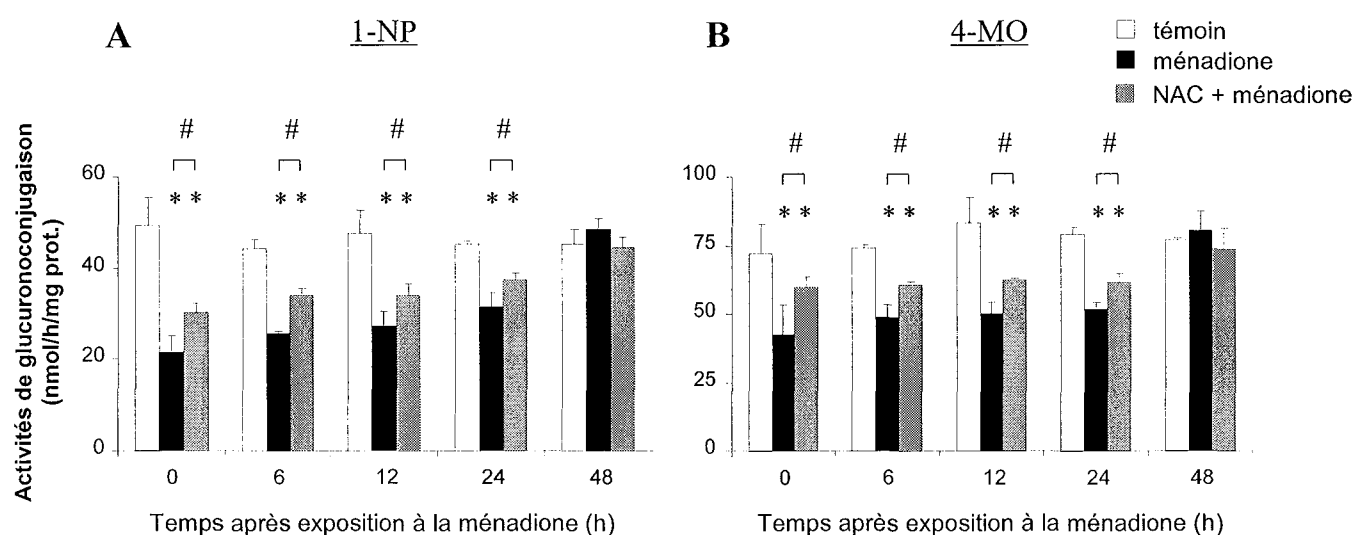 A
1-NP
B
4-MO
témoin
ménadione
NAC + ménadione
Activités de glucuronoconjugaison
(nmol/h/mg prot.)
# # # #
* * * * * * * *
60
40
20
0
0 6 12 24 48
Temps après exposition à la ménadione (h)
# # # #
* * * * * * * *
100
75
50
25
0
0 6 12 24 48
Temps après exposition à la ménadione (h)